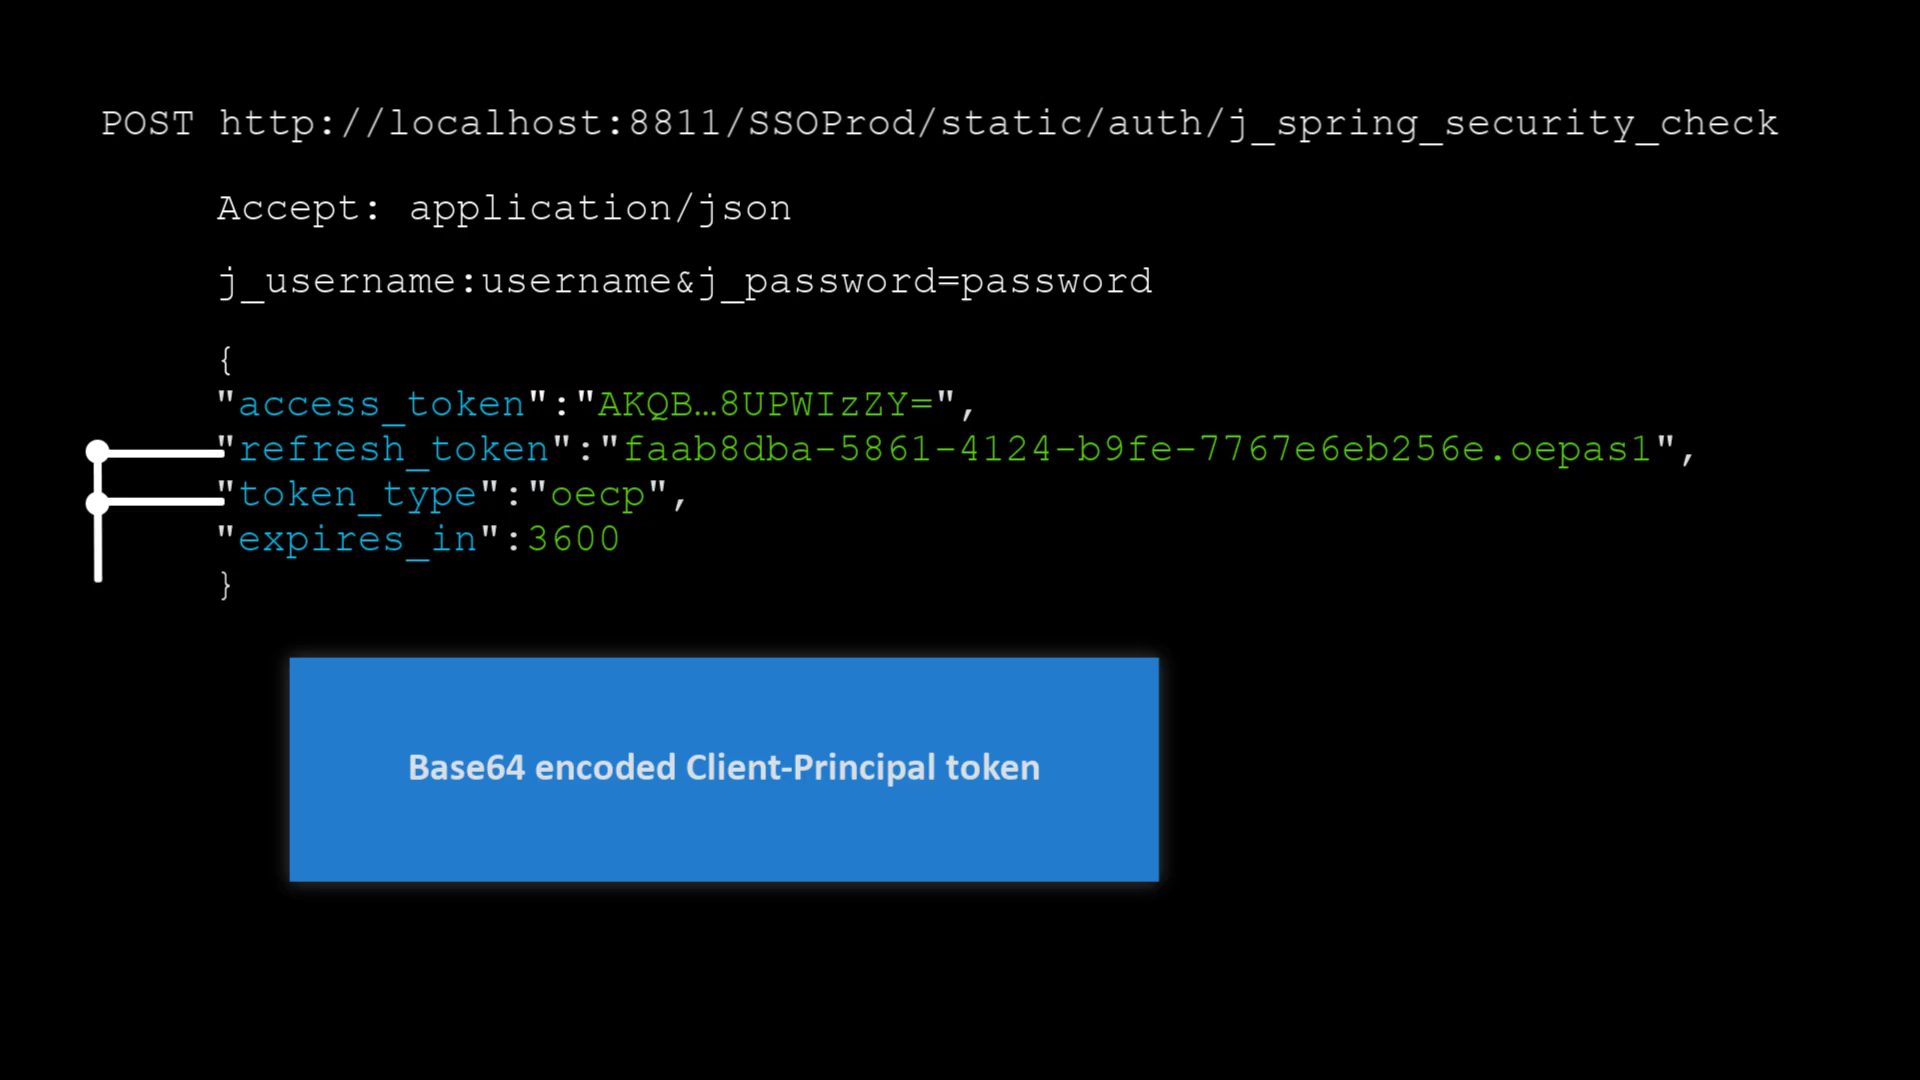 POST http://localhost:8811/SSOProd/static/auth/j_spring_security_check
Accept: application/json
j_username:username&j_password=password
{
"access_token":"AKQB…8UPWIzZY=",
"refresh_token":"faab8dba-5861-4124-b9fe-7767e6eb256e.oepas1",
"token_type":"oecp",
"expires_in":3600
}
Base64 encoded Client-Principal token